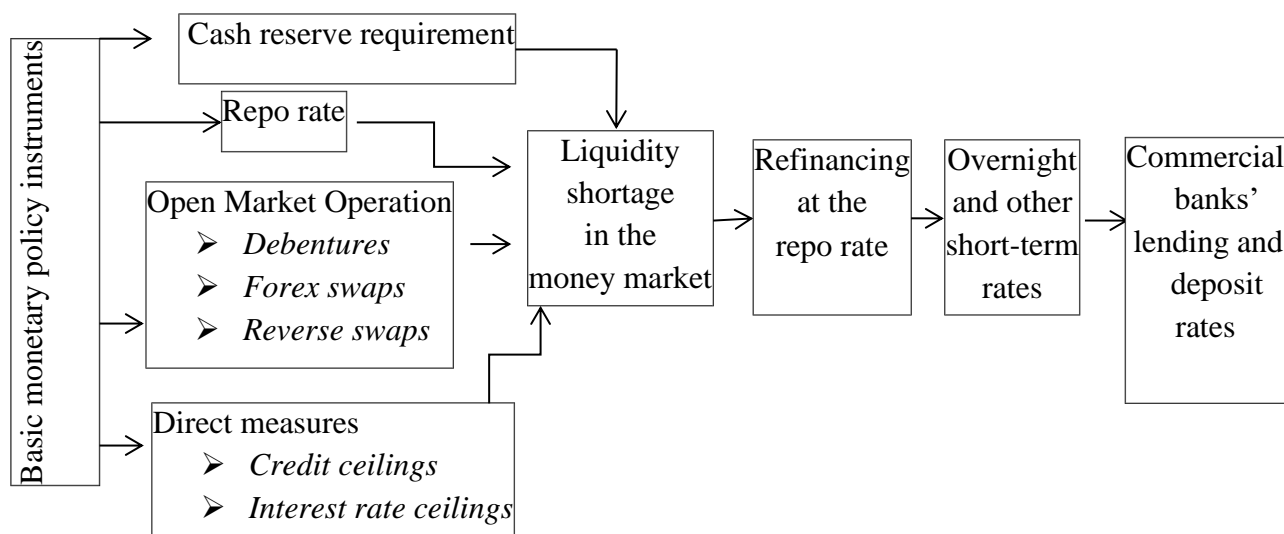 Basic monetary policy instruments
Cash reserve requirement
Repo rate
Open Market Operation
➢ Debentures
➢ Forex swaps
➢ Reverse swaps
Direct measures
➢ Credit ceilings
➢ Interest rate ceilings
Liquidity
shortage
in the
money market
Refinancing
at the
repo rate
Overnight
and other
short-term
rates
Commercial
banks’
lending and
deposit
rates